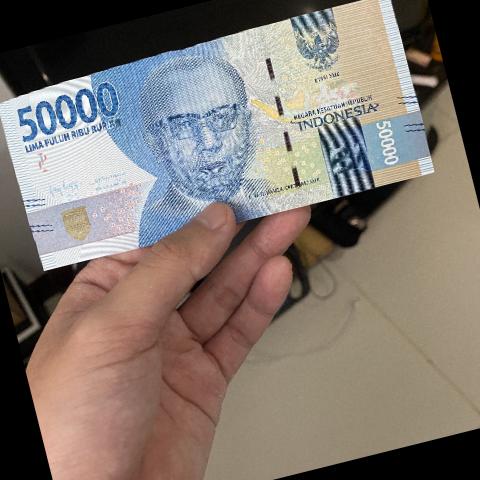 50000
LIMA PULUH RIBU RUPIAH
NEGARA KESATUAN REPUBLIK
INDONESIA
50000